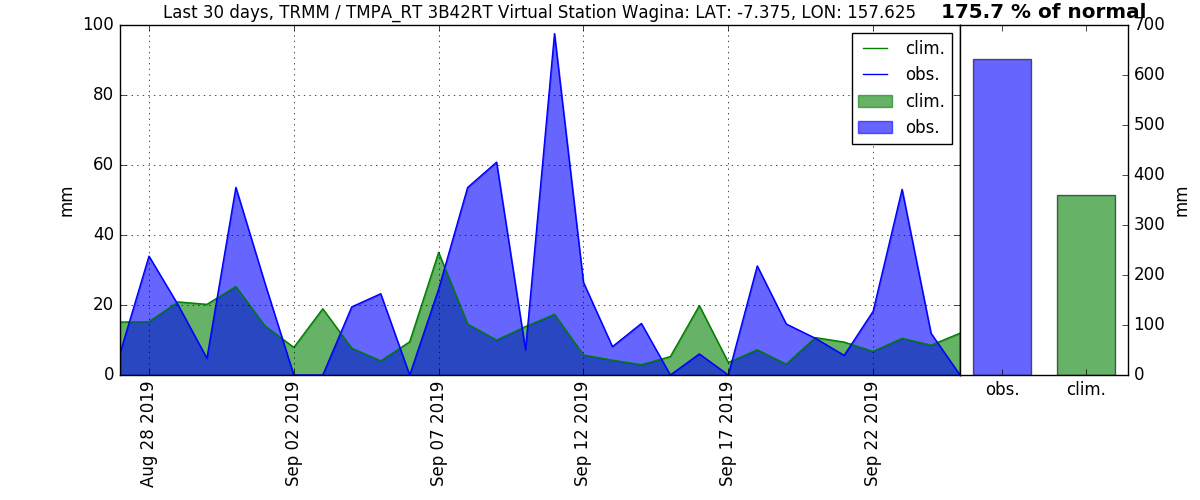 Last 30 days, TRMM / TMPA_RT 3B42RT Virtual Station Wagina: LAT: -7.375, LON: 157.625
175.7 % of normal
100
80
60
40
20
0
mm
clim.
obs.
clim.
obs.
700
600
500
400
300
200
100
0
mm
obs.
clim.
Aug 28 2019
Sep 02 2019
Sep 07 2019
Sep 12 2019
Sep 17 2019
Sep 22 2019